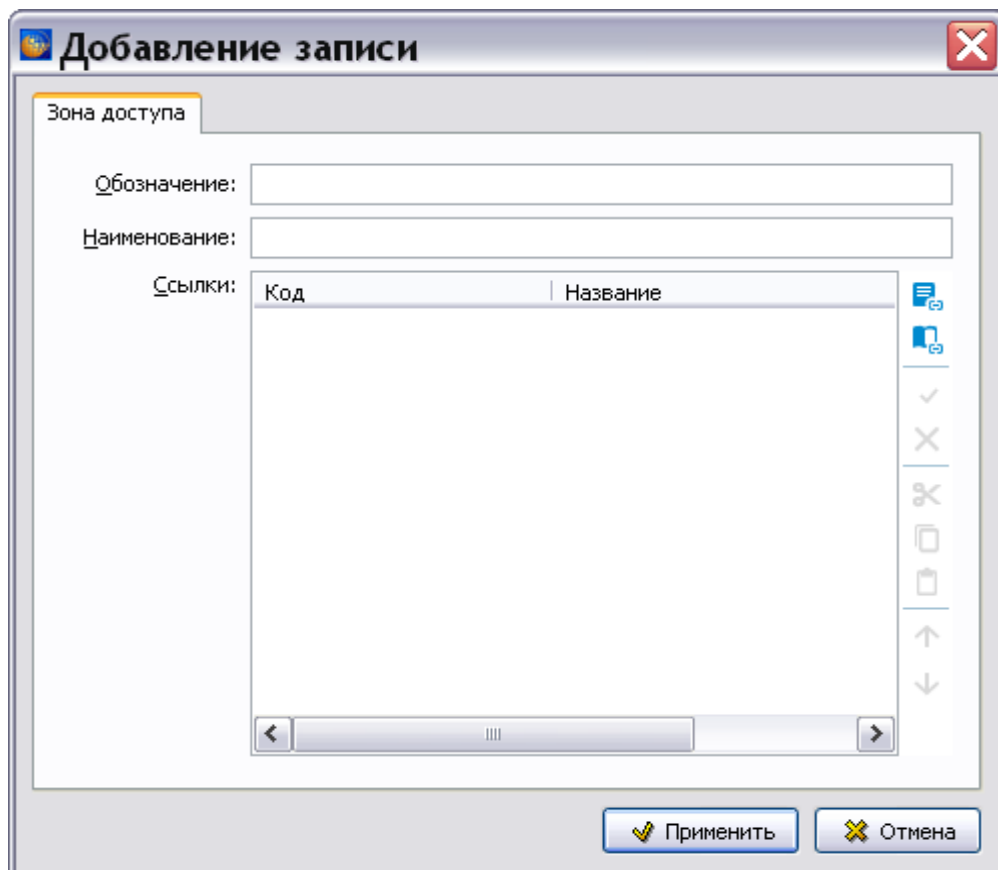 Добавление записи
Зона доступа
Обозначение:
Наименование:
Ссылки:
Код Название
Применить Отмена